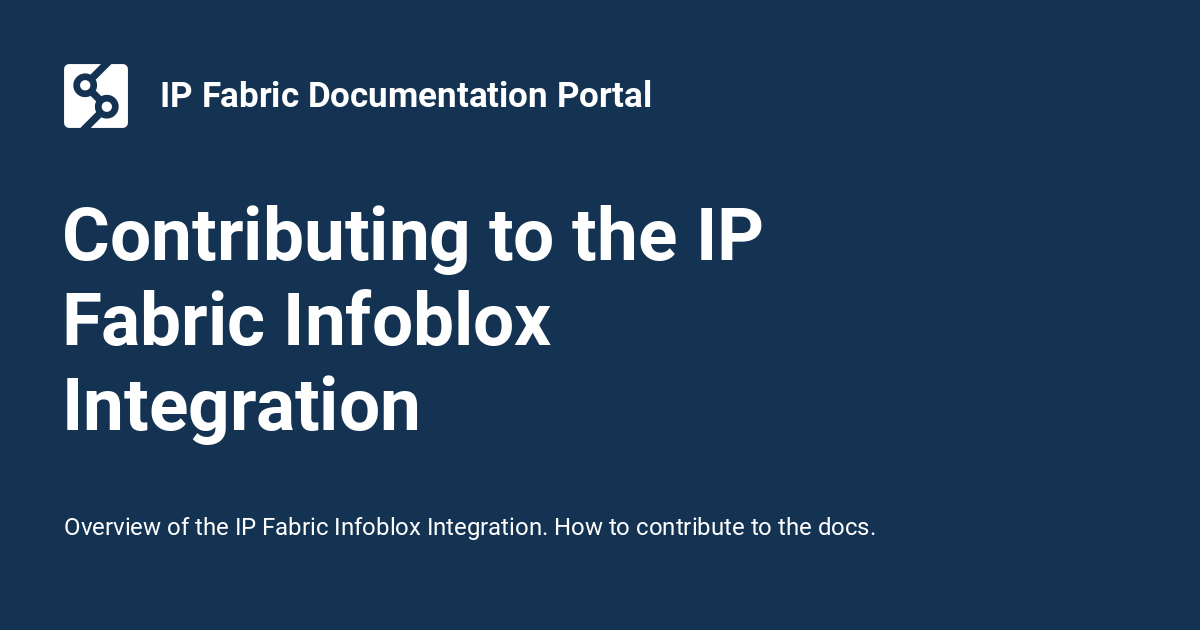 IP Fabric Documentation Portal
Contributing to the IP
Fabric Infoblox
Integration
Overview of the IP Fabric Infoblox Integration. How to contribute to the docs.